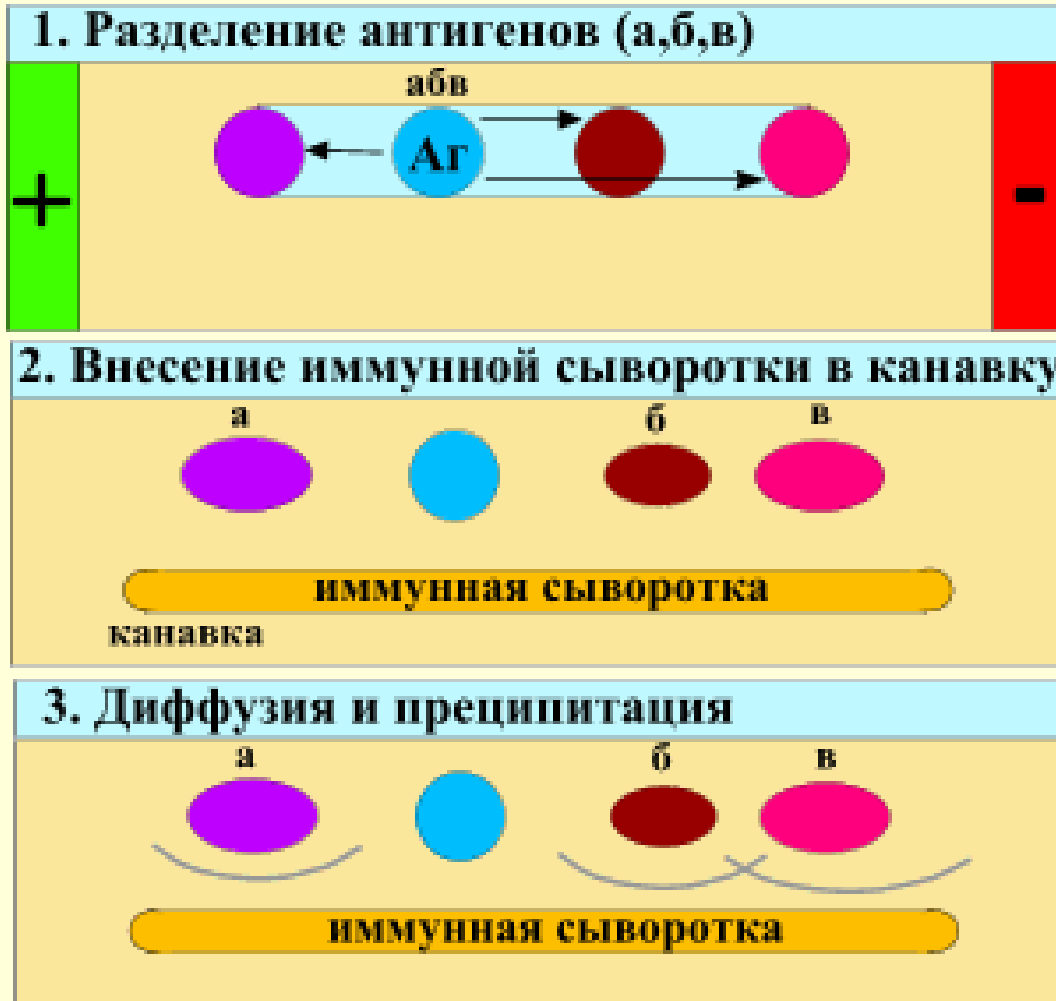 1. Разделение антигенов (а,б,в)
абв
+
Аг
-
2. Внесение иммунной сыворотки в канавку
а
б
в
иммунная сыворотка
канавка
3. Диффузия и преципитация
а
б
в
иммунная сыворотка